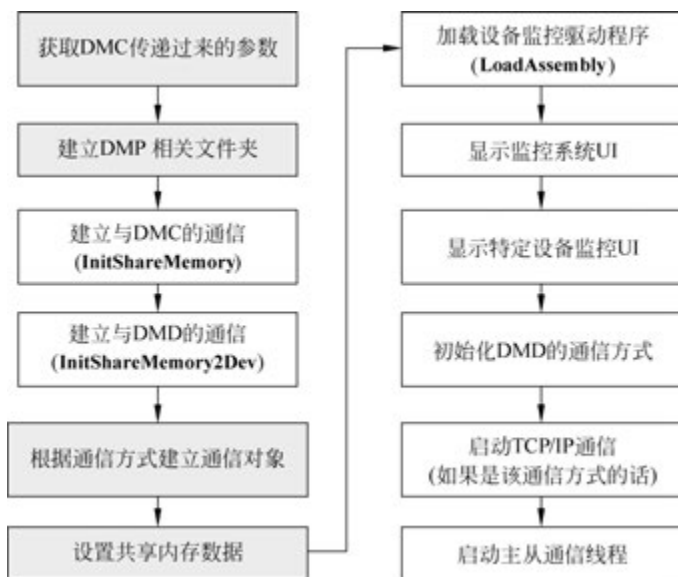 获取DMC传递过来的参数
建立DMP 相关文件夹
建立与DMC的通信
(InitShareMemory)
建立与DMD的通信
(InitShareMemory2Dev)
根据通信方式建立通信对象
设置共享内存数据
加载设备监控驱动程序
(LoadAssembly)
显示监控系统UI
显示特定设备监控UI
初始化DMD的通信方式
启动TCP/IP通信
(如果是该通信方式的话)
启动主从通信线程